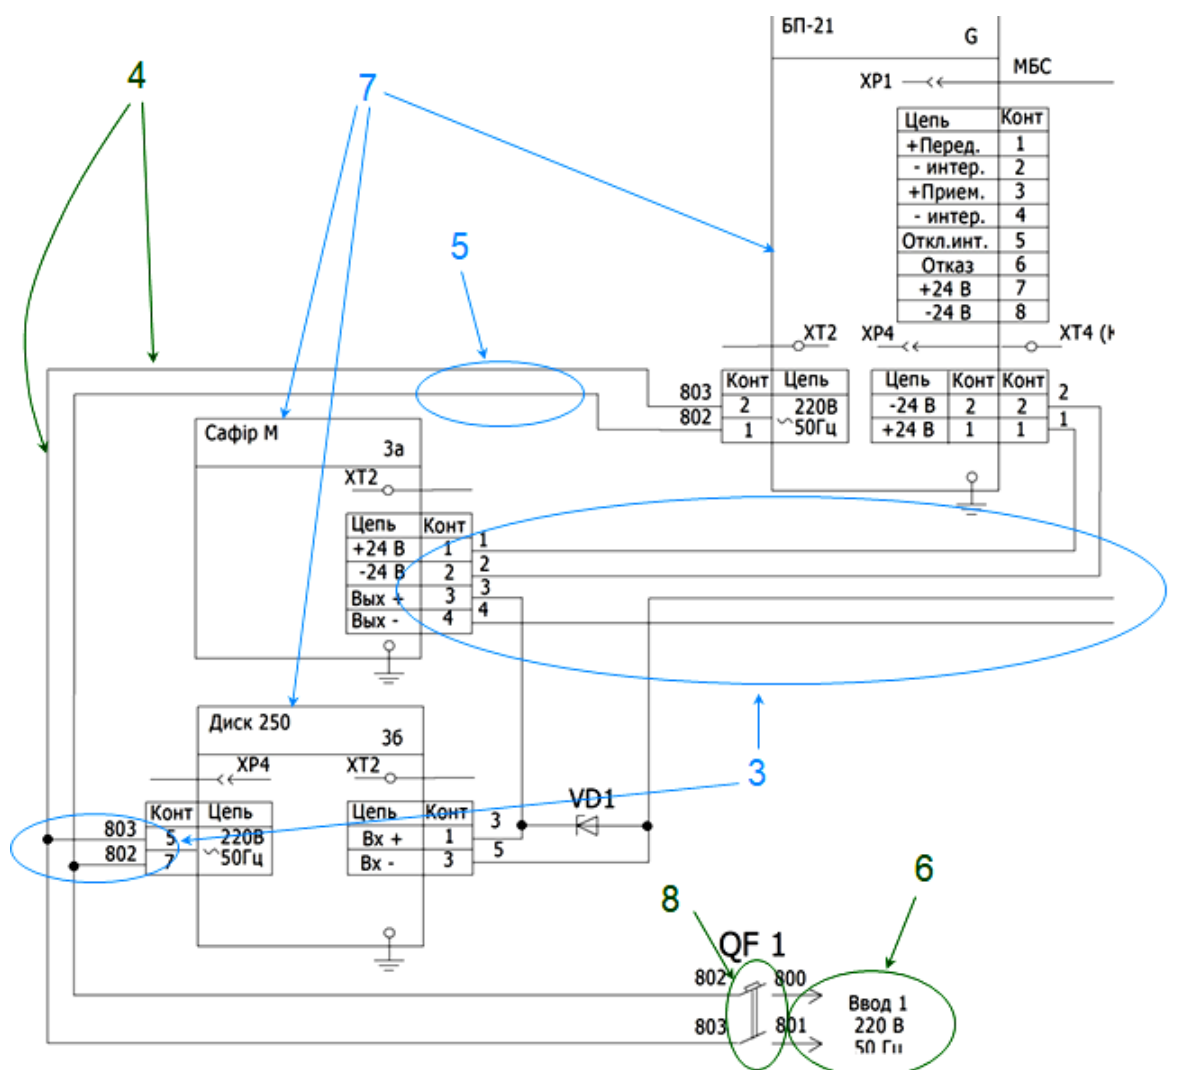 БП-21
G
4
7
XP1
МБС
Цепь Конт
+Перед. 1
- интер. 2
+Прием. 3
- интер. 4
Откл.инт. 5
Отказ 6
+24 В 7
-24 В 8
5
XT2
XP4
XT4 (
803
802
Конт Цепь
2 220В
1 ~50Гц
Цепь Конт Конт
-24 В 2 2
+24 В 1 1
2
1
Сафір М
3а
XT2
Цепь Конт
+24 В 1 1
-24 В 2 2
Вых + 3 3
Вых - 4 4
3
Диск 250
3б
XP4
XT2
Конт Цепь
803 5 220В
802 7 ~50Гц
Цепь Конт
Вх + 1 3
Вх - 3 5
VD1
8
6
QF 1
802 800
803 801
Ввод 1
220 В
50 Гц